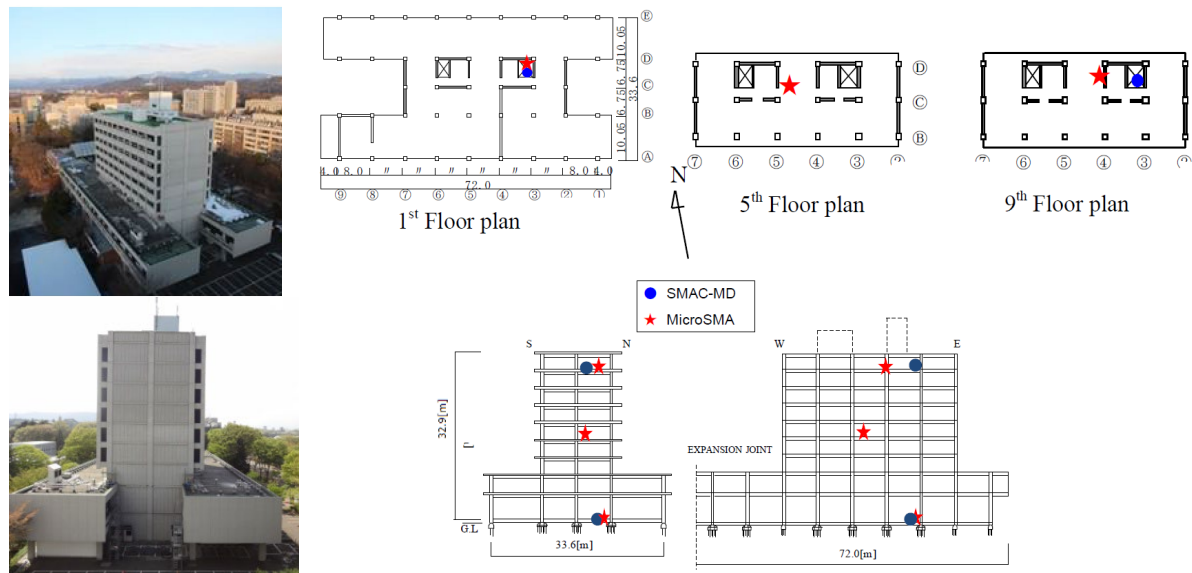 Ⓔ
Ⓓ
Ⓒ
Ⓑ
Ⓐ
10.05
6.75
6.75
10.05
33.6
4.0 8.0 〃 〃 〃 〃 〃 〃 8.0 4.0
72.0
⑨ ⑧ ⑦ ⑥ ⑤ ④ ③ ② ①
1st Floor plan
Ⓓ
Ⓒ
Ⓑ
⑦ ⑥ ⑤ ④ ③
5th Floor plan
Ⓓ
Ⓒ
Ⓑ
⑦ ⑥ ⑤ ④ ③
9th Floor plan
N
SMAC-MD
MicroSMA
S N
32.9[m]
G.L
33.6[m]
W E
EXPANSION JOINT
72.0[m]